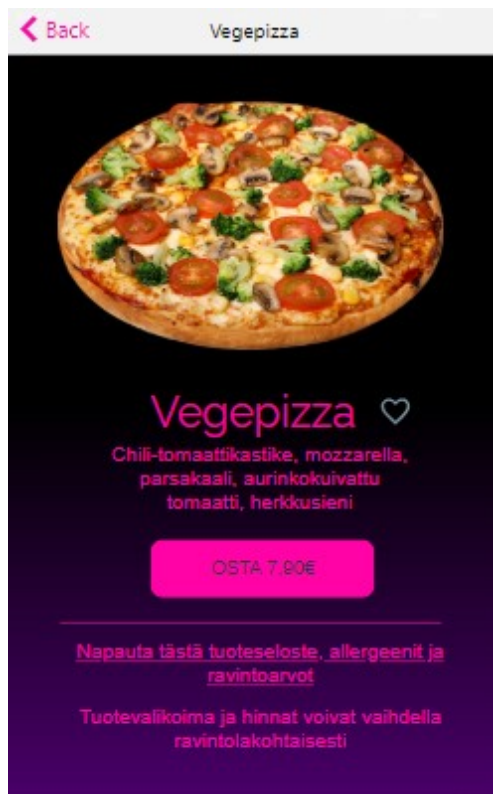 Back
Vegepizza
Vegepizza
Chili-tomaattikastike, mozzarella,
parsakaali, aurinkokuivattu
tomaatti, herkkusieni
OSTA 7,90€
Napauta tästä tuoteseloste, allergeenit ja
ravintoarvot
Tuotevalikoima ja hinnat voivat vaihdella
ravintolakohtaisesti